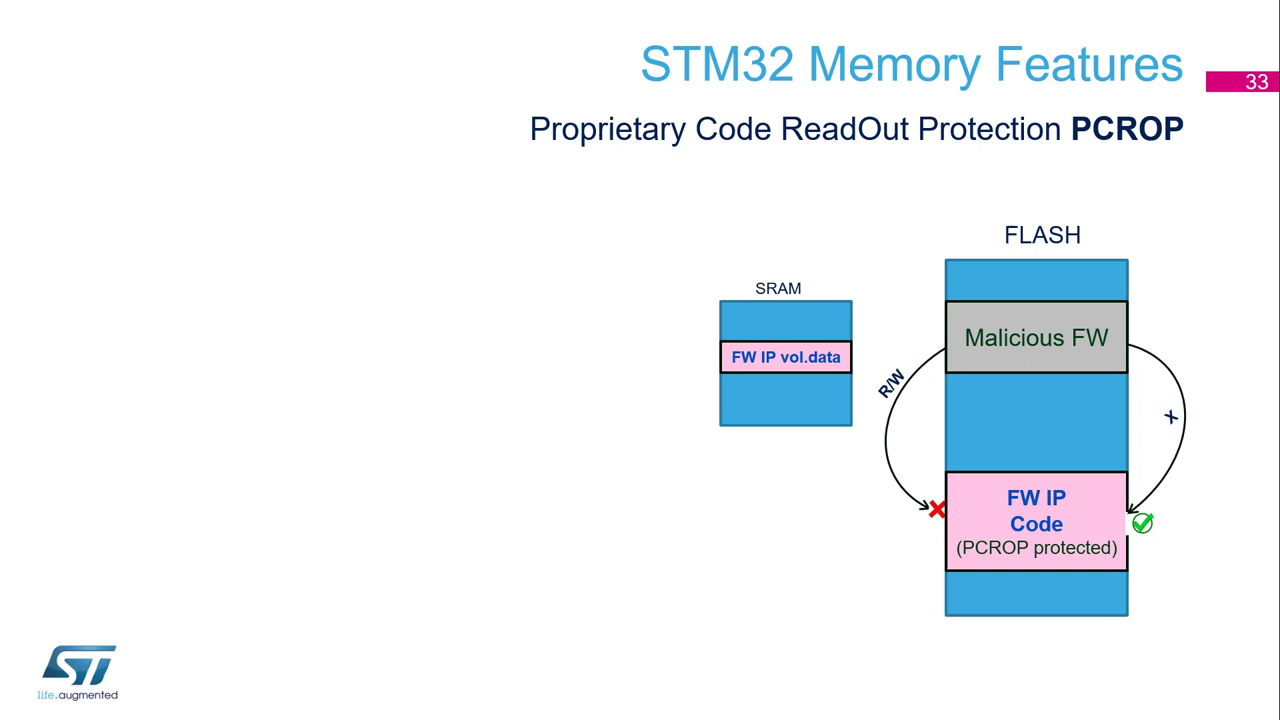 STM32 Memory Features
33
Proprietary Code ReadOut Protection PCROP
FLASH
SRAM
Malicious FW
FW IP vol.data
R/W
X
FW IP
Code
(PCROP protected)
ST
life.augmented